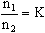 n₁/n₂ = K